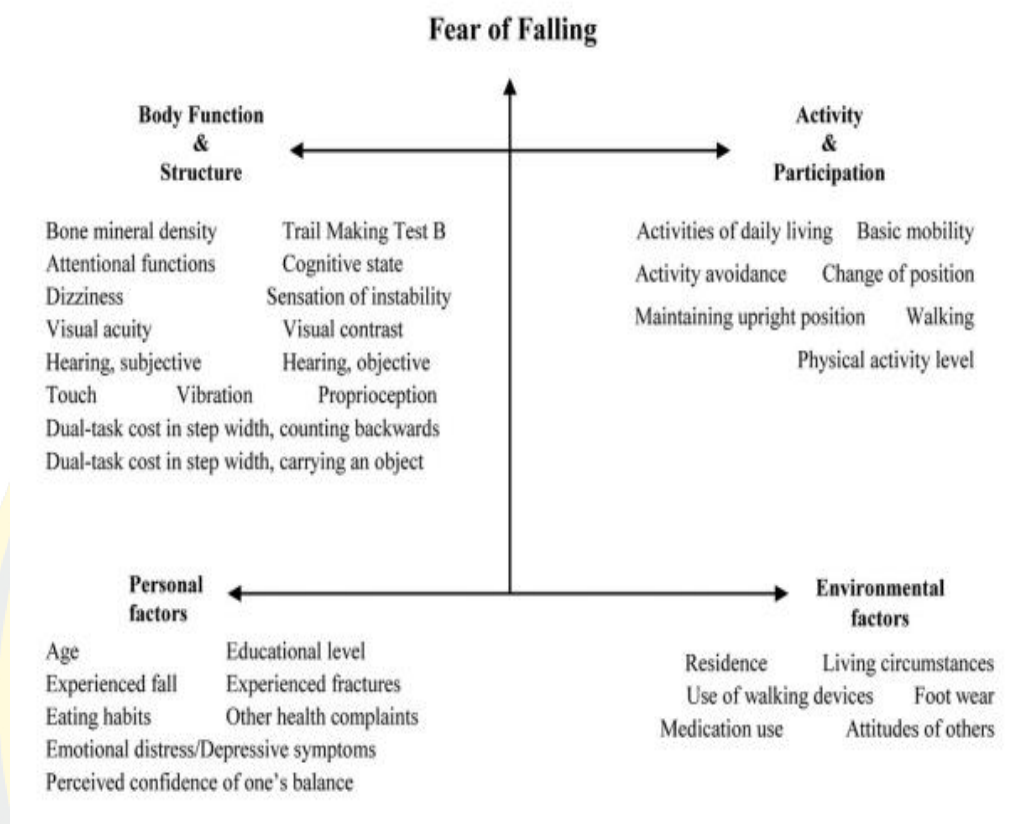 Fear of Falling
Body Function
&
Structure
Activity
&
Participation
Bone mineral density Trail Making Test B
Attentional functions Cognitive state
Dizziness Sensation of instability
Visual acuity Visual contrast
Hearing, subjective Hearing, objective
Touch Vibration Proprioception
Dual-task cost in step width, counting backwards
Dual-task cost in step width, carrying an object
Activities of daily living Basic mobility
Activity avoidance Change of position
Maintaining upright position Walking
Physical activity level
Personal
factors
Environmental
factors
Age Educational level
Experienced fall Experienced fractures
Eating habits Other health complaints
Emotional distress/Depressive symptoms
Perceived confidence of one's balance
Residence Living circumstances
Use of walking devices Foot wear
Medication use Attitudes of others